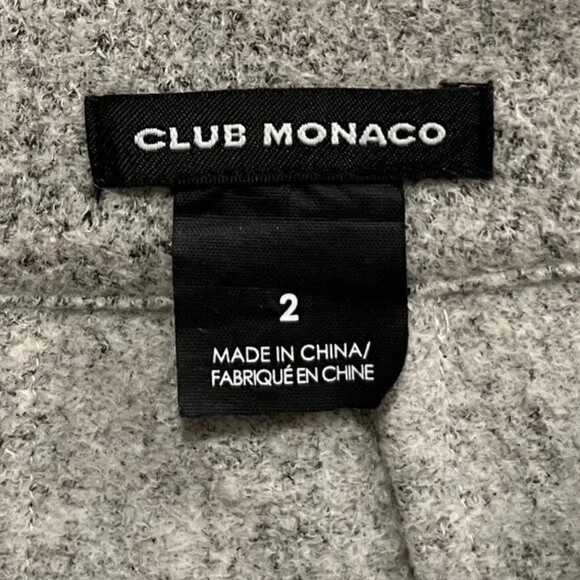 CLUB MONACO
2
MADE IN CHINA/
FABRIQUÉ EN CHINE